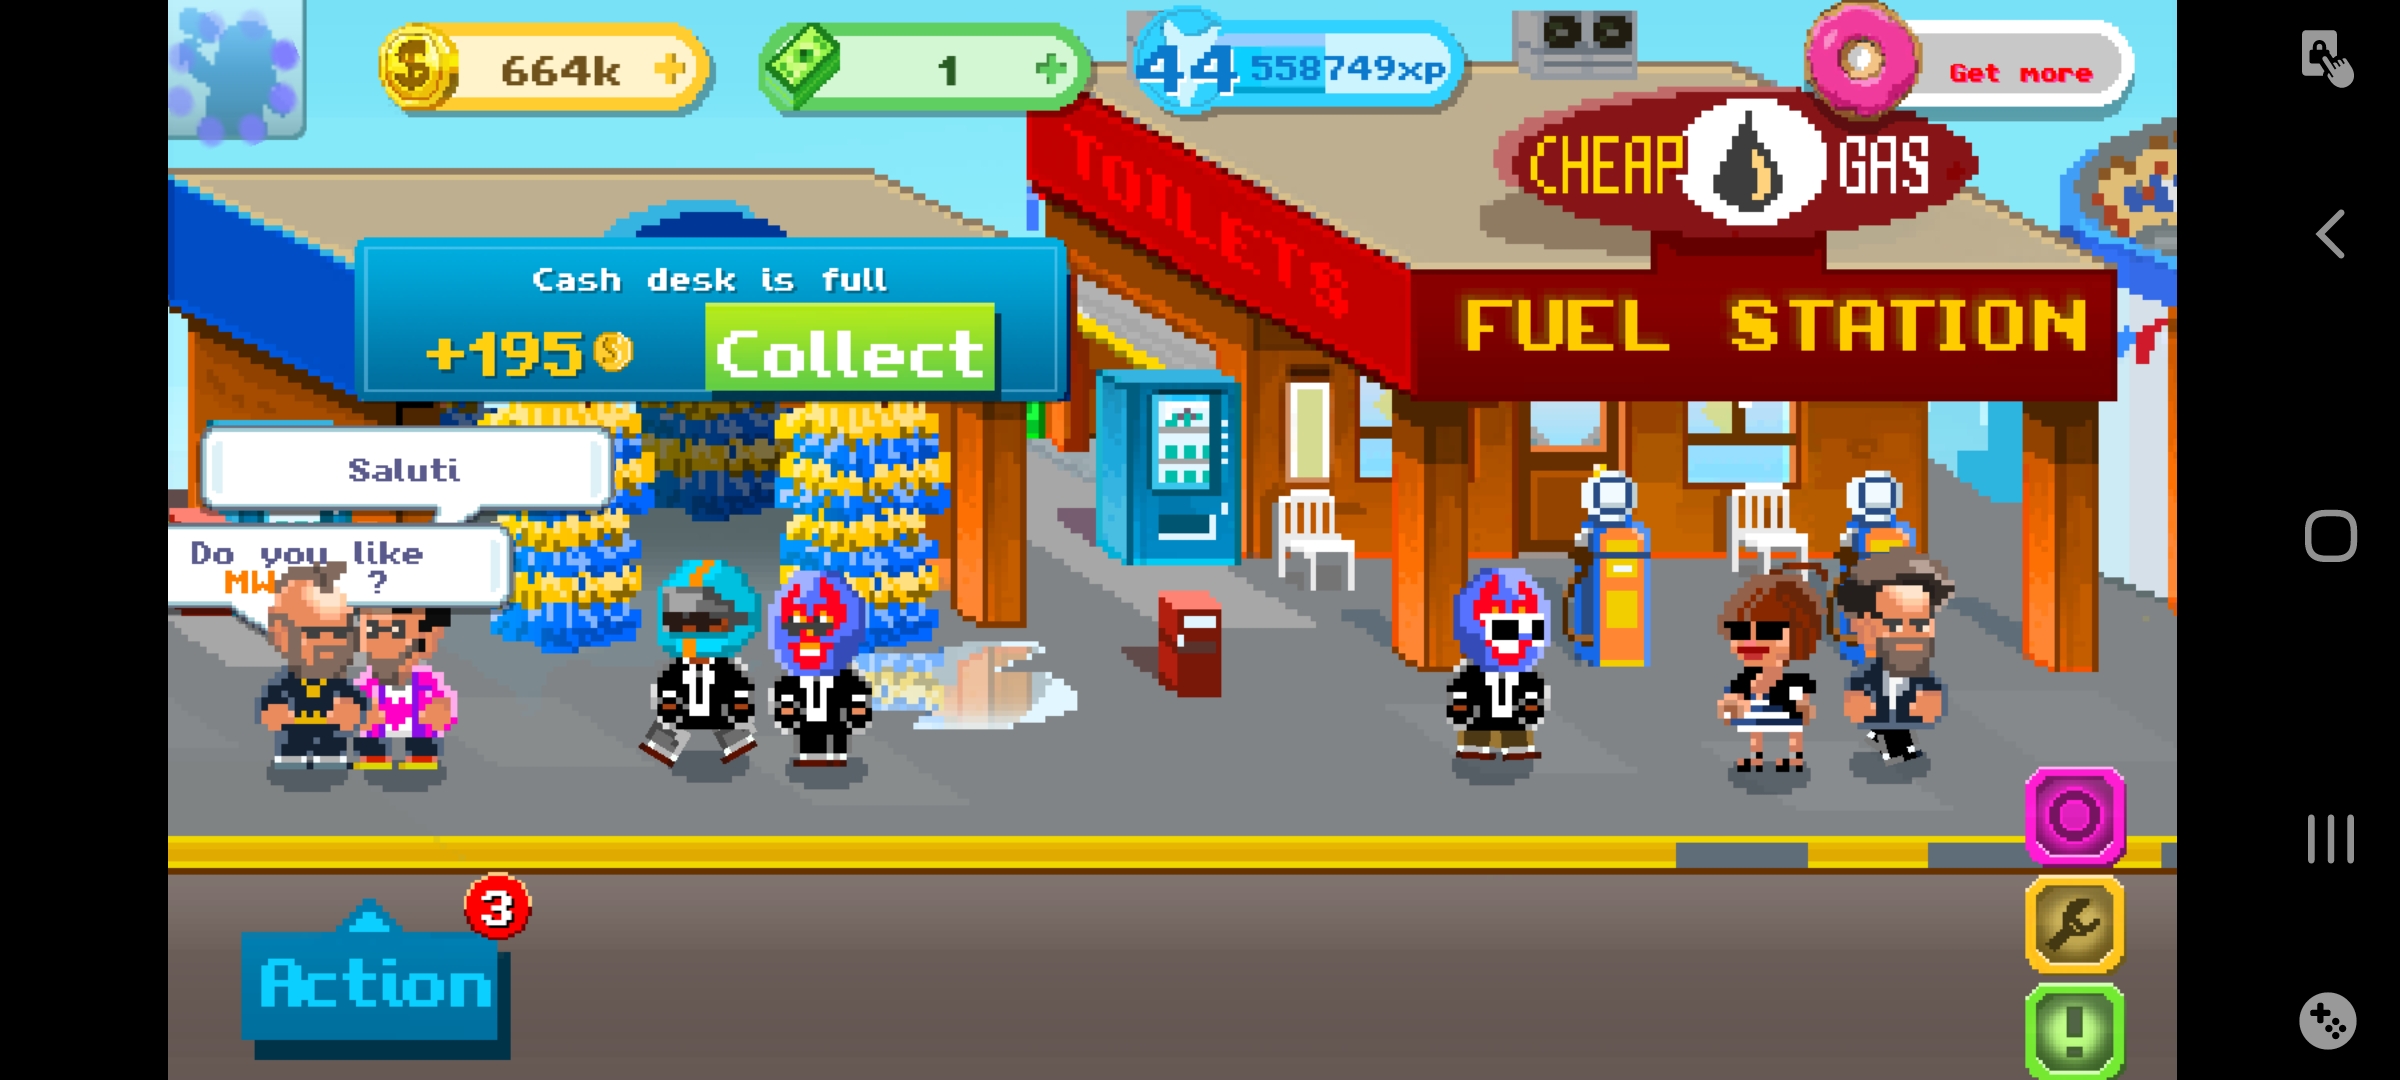 664k
1
44 558749xp
Get more
TOILETS
CHEAP GAS
FUEL STATION
Cash desk is full
+195 Collect
Saluti
Do you like
MW ?
3
Action